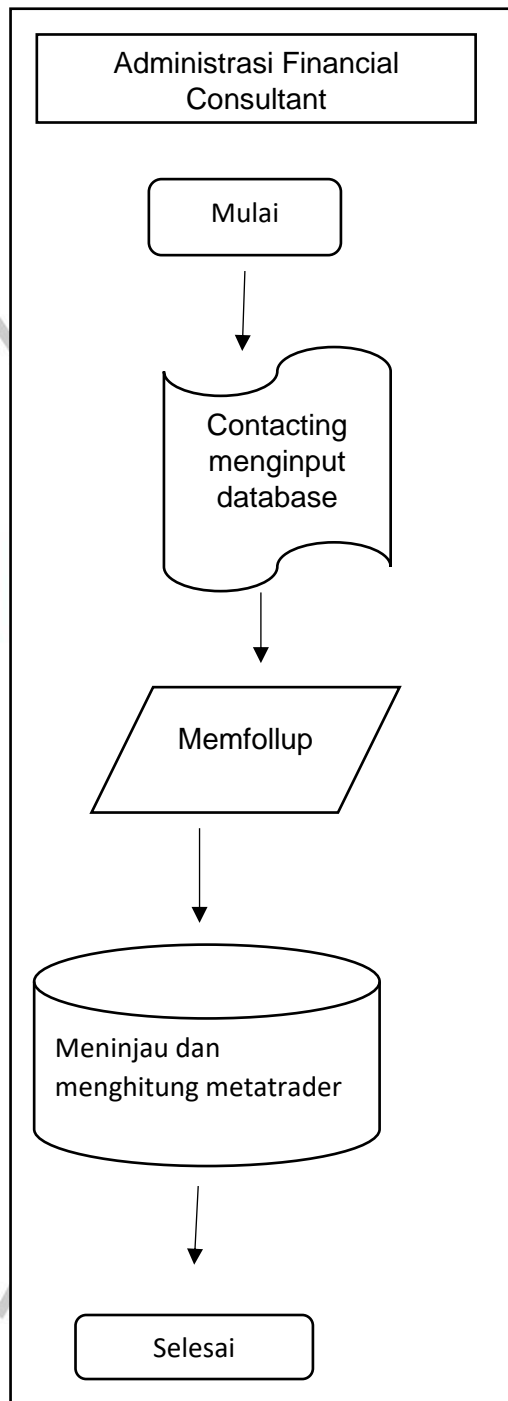 Administrasi Financial
Consultant
Mulai
Contacting
menginput
database
Memfollup
Meninjau dan
menghitung metatrader
Selesai